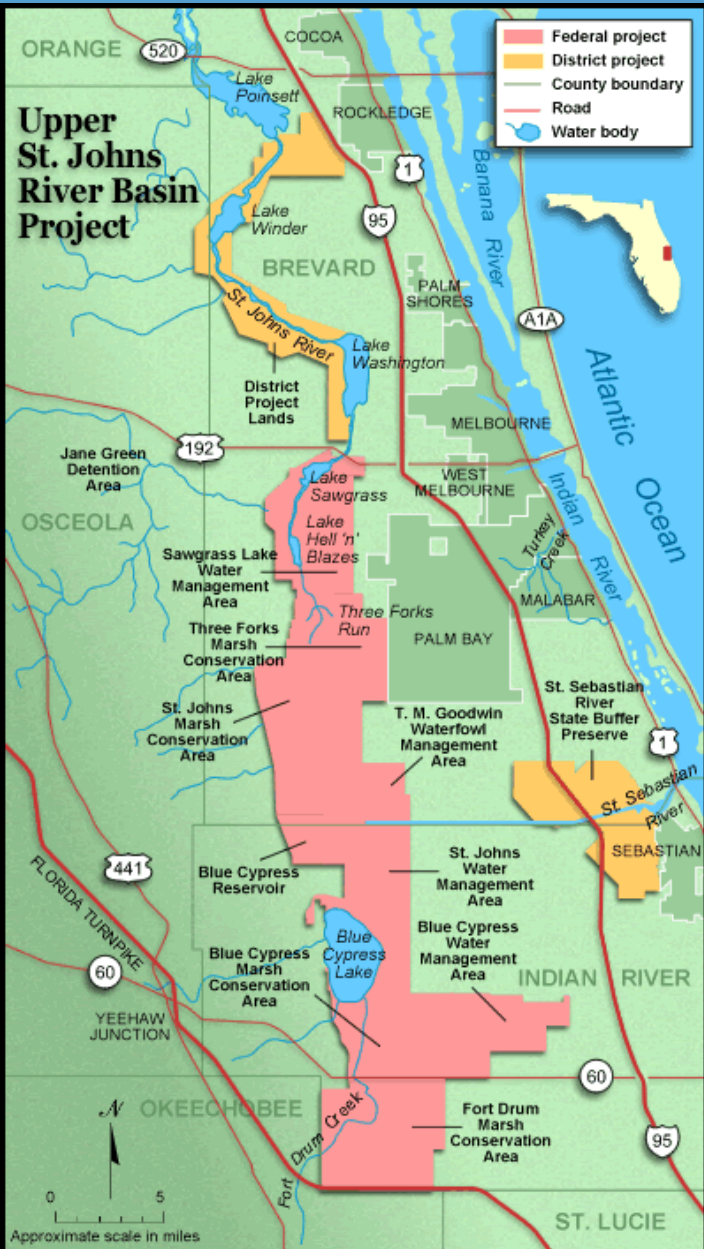 Upper
St. Johns
River Basin
Project
Federal project
District project
County boundary
Road
Water body
ORANGE
520
COCOA
Lake
Poinsett
ROCKLEDGE
1
Banana River
95
Lake
Winder
BREVARD
PALM
SHORES
A1A
St. Johns River
Lake
Washington
Atlantic Ocean
District
Project
Lands
MELBOURNE
192
Jane Green
Detention
Area
WEST
MELBOURNE
Lake
Sawgrass
Indian River
OSCEOLA
Lake
Hell 'n'
Blazes
Turkey
Creek
Sawgrass Lake
Water
Management
Area
MALABAR
Three Forks
Run
Three Forks
Marsh
Conservation
Area
PALM BAY
St. Johns
Marsh
Conservation
Area
T. M. Goodwin
Waterfowl
Management
Area
St. Sebastian
River
State Buffer
Preserve
1
St. Sebastian
River
SEBASTIAN
441
Blue Cypress
Reservoir
St. Johns
Water
Management
Area
FLORIDA TURNPIKE
Blue
Cypress
Lake
Blue Cypress
Water
Management
Area
60
Blue Cypress
Marsh
Conservation
Area
INDIAN RIVER
YEEHAW
JUNCTION
60
N
OKEECHOBEE
Fort Drum Creek
Fort Drum
Marsh
Conservation
Area
95
0 5
Approximate scale in miles
ST. LUCIE